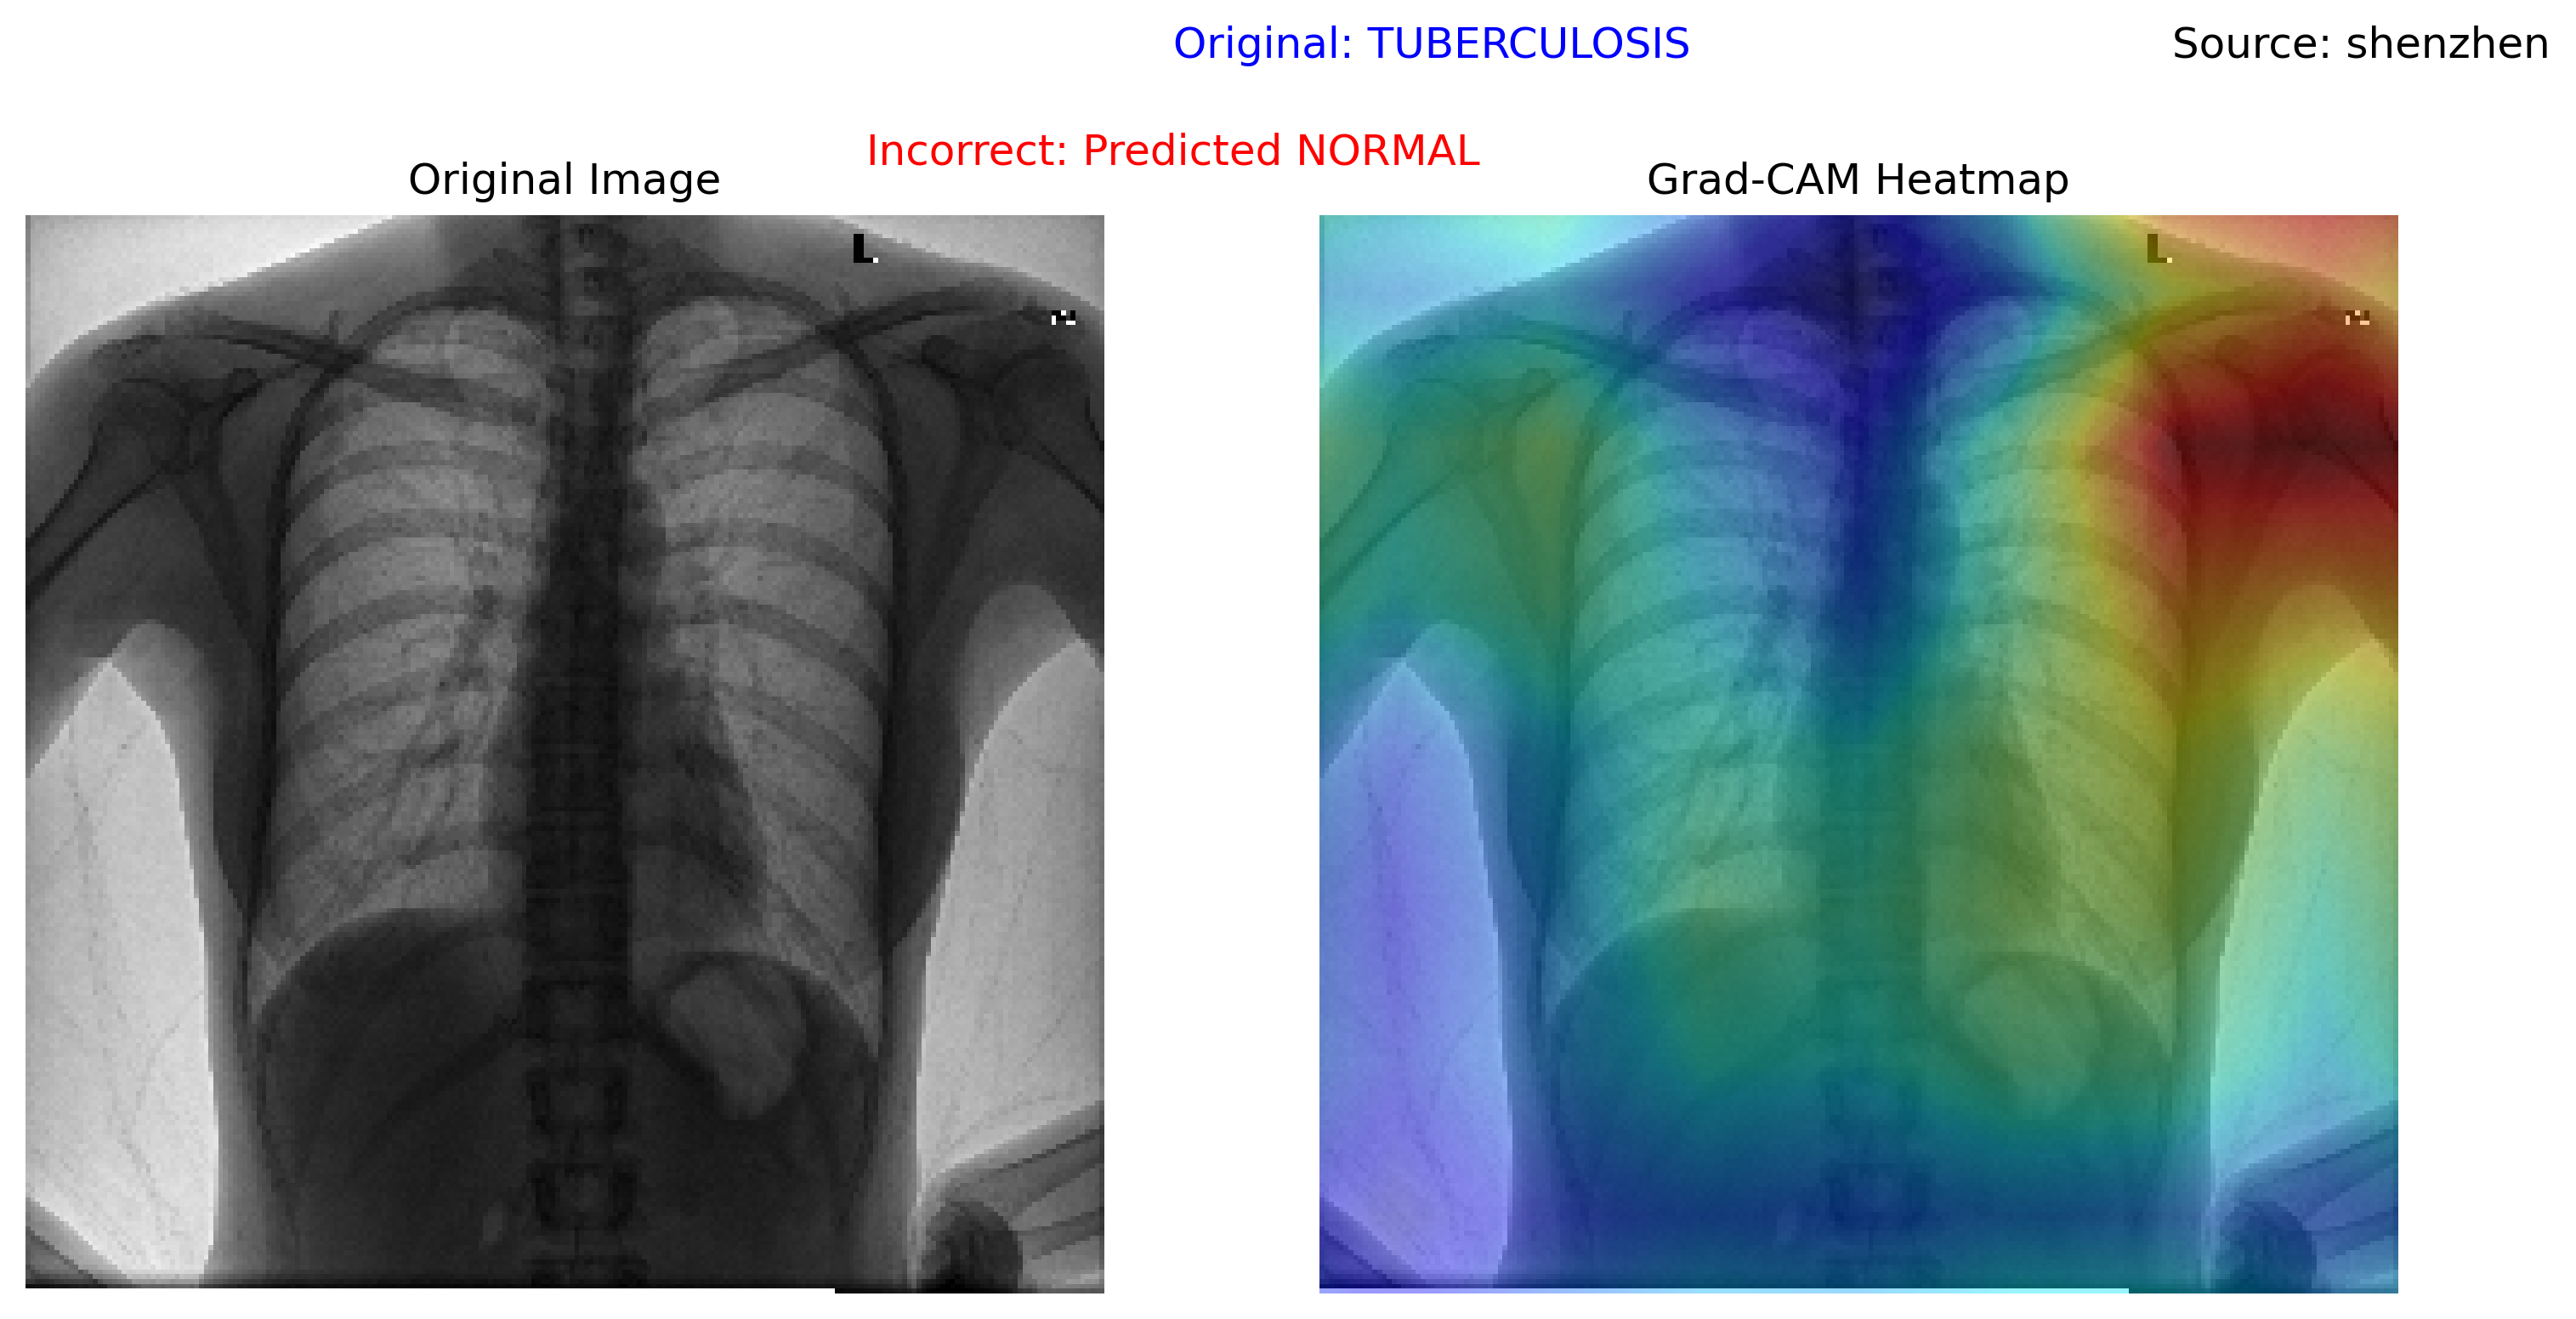 Original: TUBERCULOSIS
Source: shenzhen
Incorrect: Predicted NORMAL
Original Image
Grad-CAM Heatmap
L
L